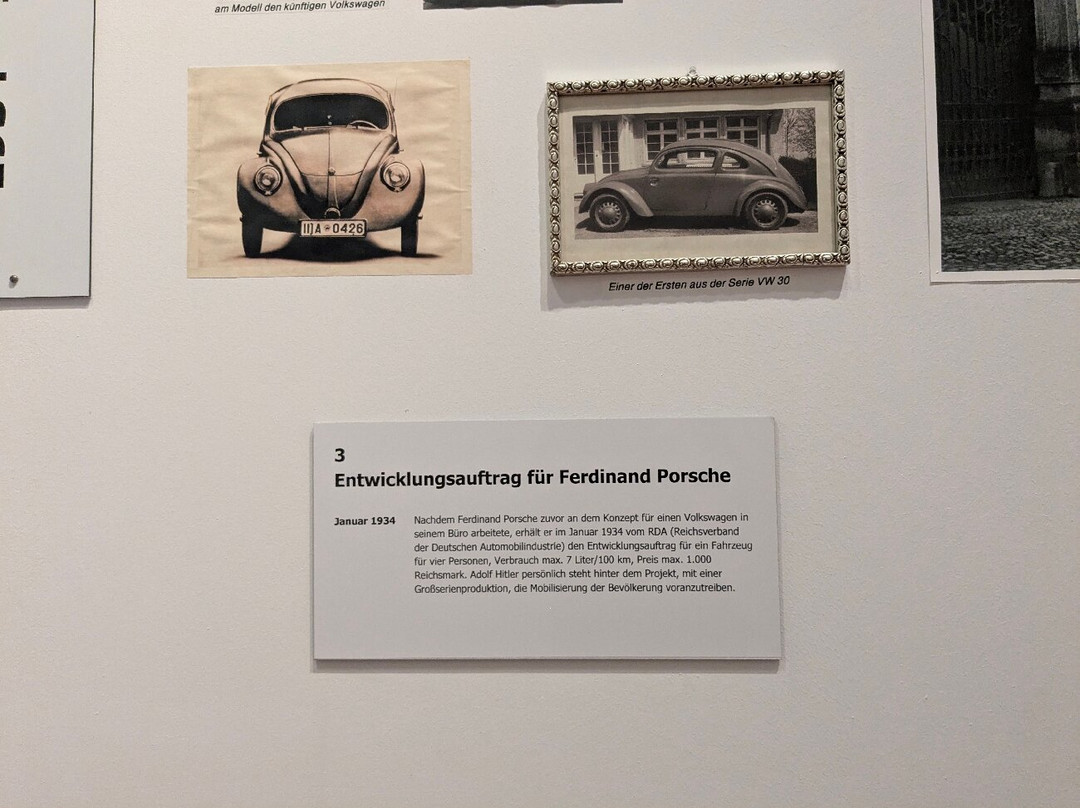 am Modell den künftigen Volkswagen
IIA-0426
Einer der Ersten aus der Serie VW 30
3
Entwicklungsauftrag für Ferdinand Porsche
Januar 1934
Nachdem Ferdinand Porsche zuvor an dem Konzept für einen Volkswagen in
seinem Büro arbeitete, erhält er im Januar 1934 vom RDA (Reichsverband
der Deutschen Automobilindustrie) den Entwicklungsauftrag für ein Fahrzeug
für vier Personen, Verbrauch max. 7 Liter/100 km, Preis max. 1.000
Reichsmark. Adolf Hitler persönlich steht hinter dem Projekt, mit einer
Großserienproduktion, die Mobilisierung der Bevölkerung voranzutreiben.